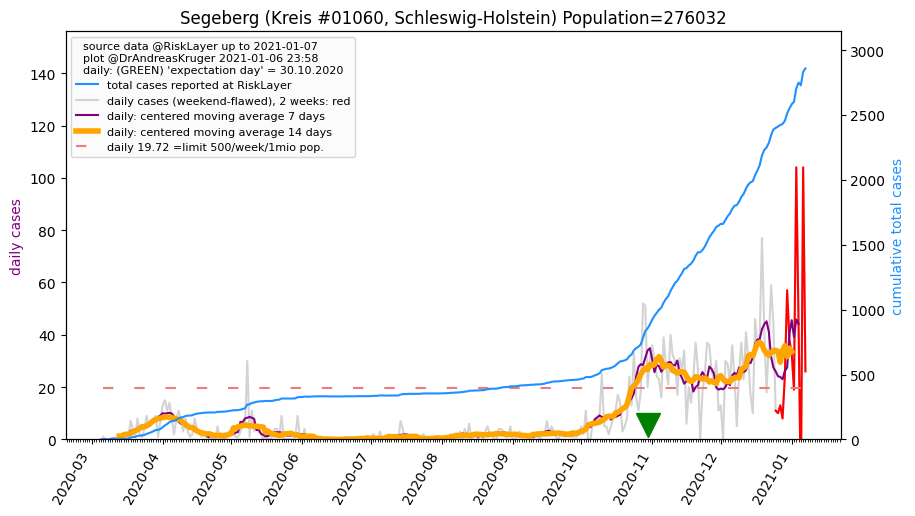 Segeberg (Kreis #01060, Schleswig-Holstein) Population=276032
source data @RiskLayer up to 2021-01-07
plot @DrAndreasKruger 2021-01-06 23:58
daily: (GREEN) 'expectation day' = 30.10.2020
total cases reported at RiskLayer
daily cases (weekend-flawed), 2 weeks: red
daily: centered moving average 7 days
daily: centered moving average 14 days
daily 19.72 =limit 500/week/1mio pop.
daily cases
140
120
100
80
60
40
20
0
cumulative total cases
3000
2500
2000
1500
1000
500
0
2020-03
2020-04
2020-05
2020-06
2020-07
2020-08
2020-09
2020-10
2020-11
2020-12
2021-01